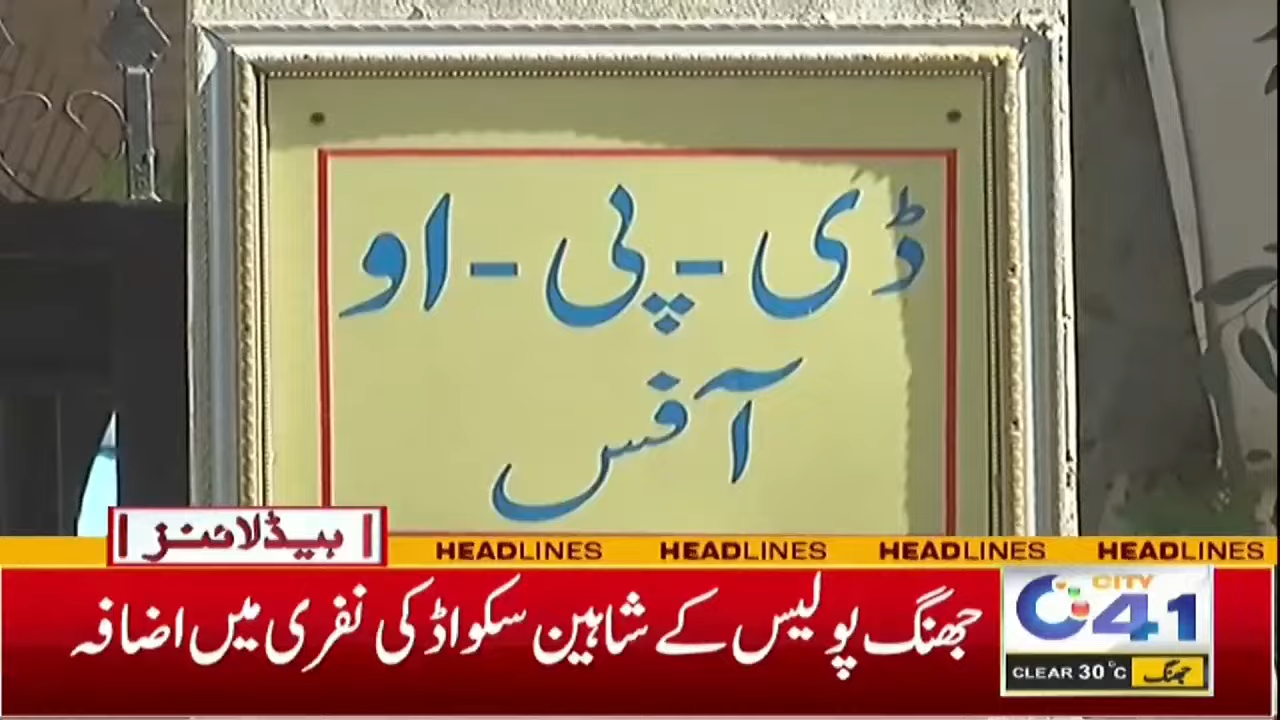 ڈی - پی - او
آفس
ہیڈلائنز
HEADLINES HEADLINES HEADLINES HEADLINES
جھنگ پولیس کے شاہین سکواڈ کی نفری میں اضافہ
CITY
41
CLEAR 30°C جھنگ